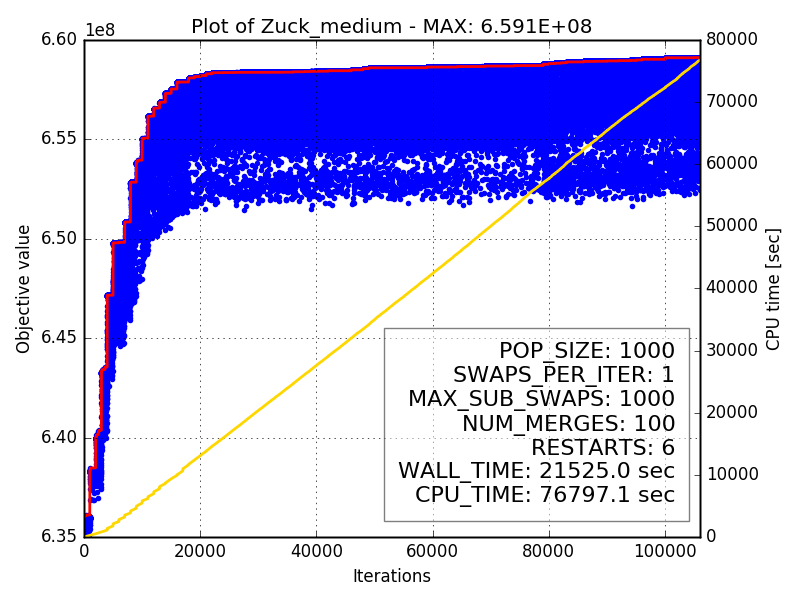 Plot of Zuck_medium - MAX: 6.591E+08
1e8
6.60
6.55
6.50
6.45
6.40
6.35
Objective value
80000
70000
60000
50000
40000
30000
20000
10000
0
CPU time [sec]
POP_SIZE: 1000
SWAPS_PER_ITER: 1
MAX_SUB_SWAPS: 1000
NUM_MERGES: 100
RESTARTS: 6
WALL_TIME: 21525.0 sec
CPU_TIME: 76797.1 sec
0 20000 40000 60000 80000 100000
Iterations